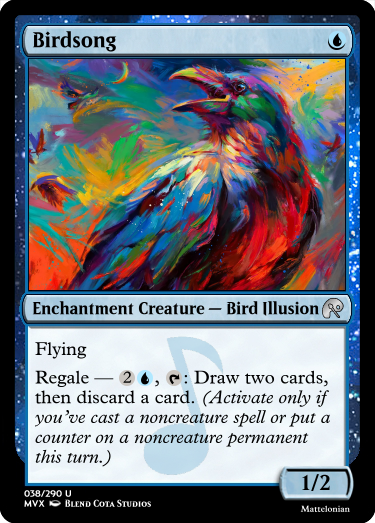 Birdsong
Enchantment Creature — Bird Illusion
Flying
Regale — 2, : Draw two cards,
then discard a card. (Activate only if
you've cast a noncreature spell or put a
counter on a noncreature permanent
this turn.)
1/2
038/290 U
MVX Blend Cota Studios
Mattelonian